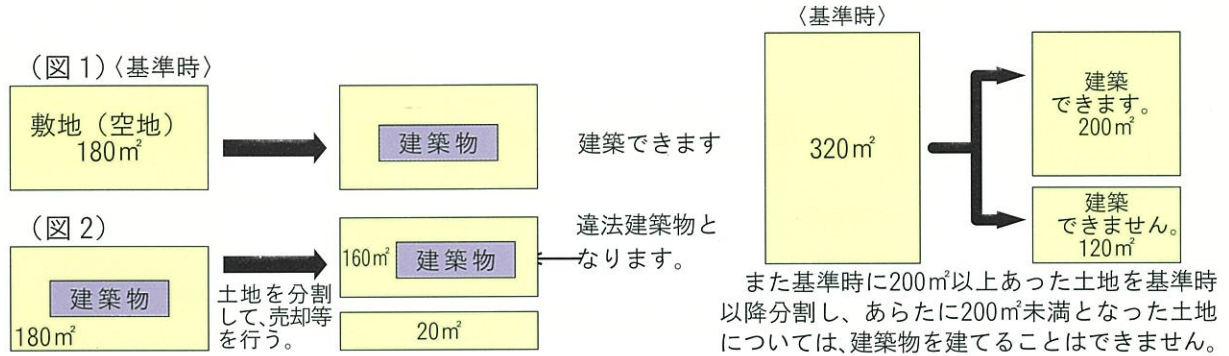 (図1)〈基準時〉
敷地(空地)
180㎡
建築物
建築できます
(図2)
建築物
180㎡
土地を分割
して、売却等
を行う。
160㎡
建築物
20㎡
違法建築物と
なります。
〈基準時〉
320㎡
建築
できます。
200㎡
建築
できません。
120㎡
また基準時に200㎡以上あった土地を基準時
以降分割し、あらたに200㎡未満となった土地
については、建築物を建てることはできません。